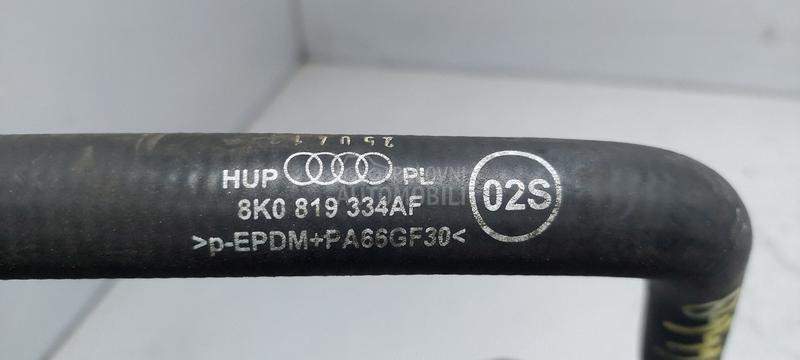 HUP PL
8K0 819 334AF
>p-EPDM+PA66GF30<
02S